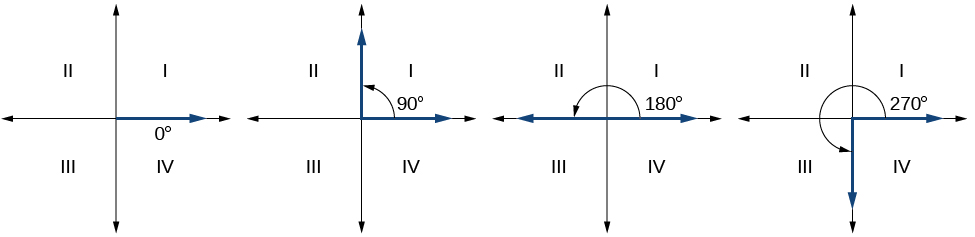 II I II I II I II I
90° 180° 270°
0°
III IV III IV III IV III IV